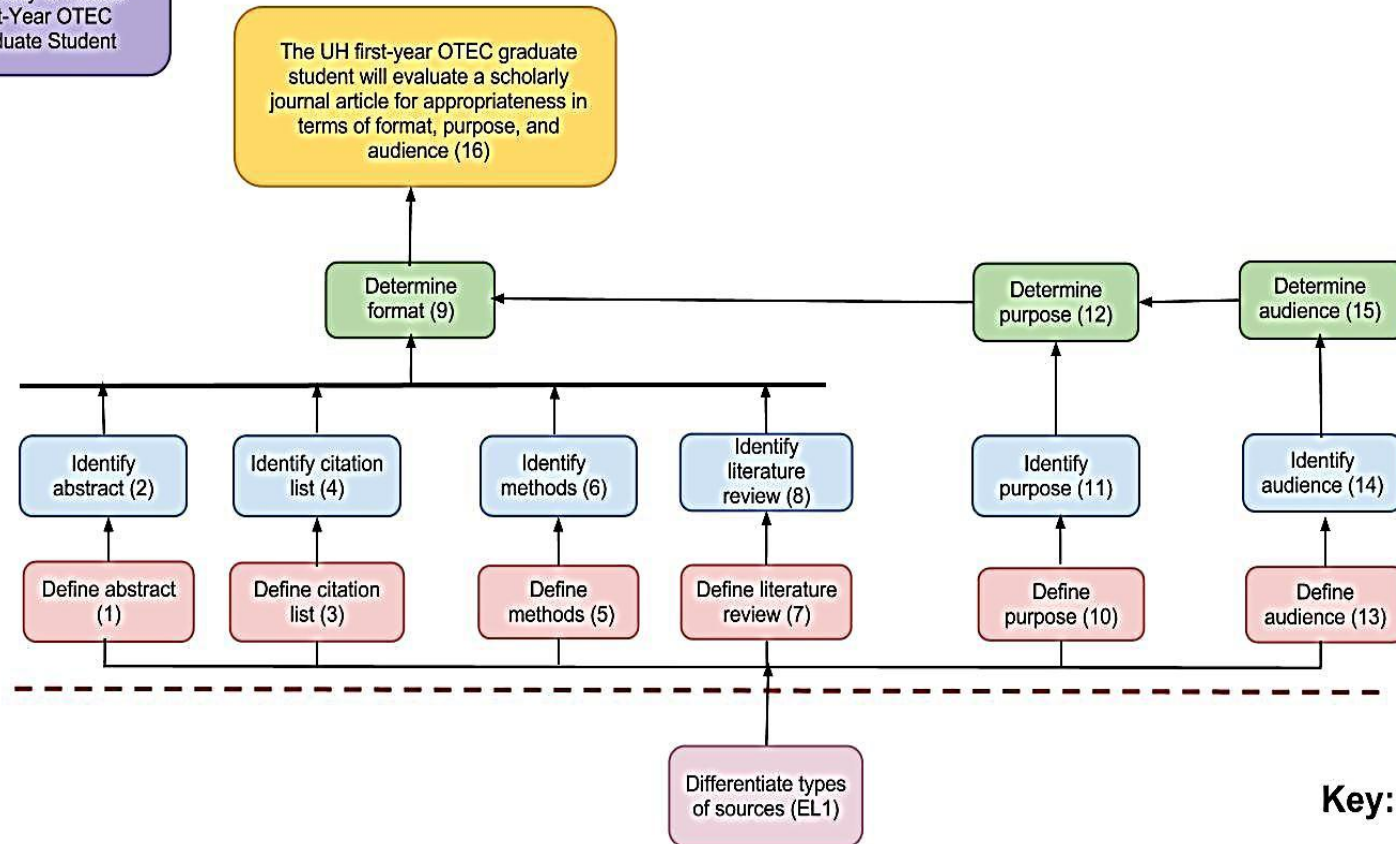 t-Year OTEC
duate Student
The UH first-year OTEC graduate
student will evaluate a scholarly
journal article for appropriateness in
terms of format, purpose, and
audience (16)
Determine
format (9)
Determine
purpose (12)
Determine
audience (15)
Identify
abstract (2)
Identify citation
list (4)
Identify
methods (6)
Identify
literature
review (8)
Identify
purpose (11)
Identify
audience (14)
Define abstract
(1)
Define citation
list (3)
Define
methods (5)
Define literature
review (7)
Define
purpose (10)
Define
audience (13)
Differentiate types
of sources (EL1)
Key: